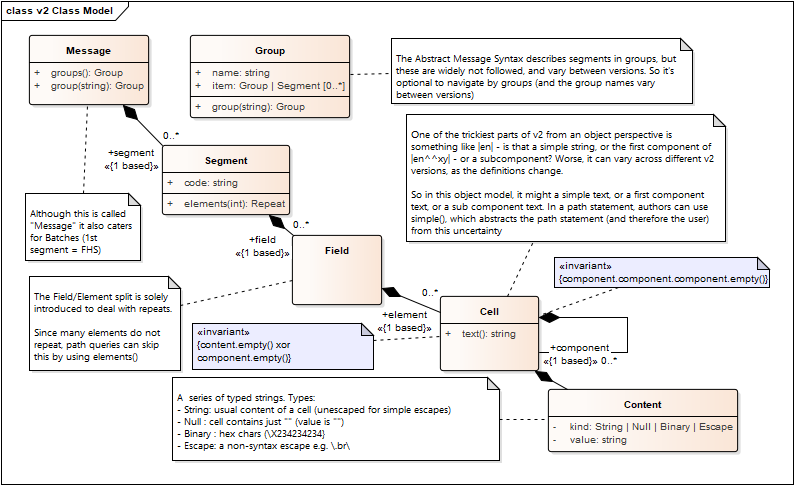 class v2 Class Model
Message
+ groups(): Group
+ group(string): Group
Group
+ name: string
+ item: Group | Segment [0..*]
+ group(string): Group
The Abstract Message Syntax describes segments in groups, but
these are widely not followed, and vary between versions. So it's
optional to navigate by groups (and the group names vary
between versions)
0..*
+segment
«{1 based}»
Segment
+ code: string
+ elements(int): Repeat
One of the trickiest parts of v2 from an object perspective is
something like |en| - is that a simple string, or the first component of
|en^^xy| - or a subcomponent? Worse, it can vary across different v2
versions, as the definitions change.
So in this object model, it might a simple text, or a first component
text, or a sub component text. In a path statement, authors can use
simple(), which abstracts the path statement (and therefore the user)
from this uncertainty
Although this is called
"Message" it also caters
for Batches (1st
segment = FHS)
0..*
+field
«{1 based}»
Field
«invariant»
{component.component.component.empty()}
The Field/Element split is solely
introduced to deal with repeats.
Since many elements do not
repeat, path queries can skip
this by using elements()
0..*
+element
«{1 based}»
Cell
+ text(): string
«invariant»
{content.empty() xor
component.empty()}
+component
«{1 based}» 0..*
A series of typed strings. Types:
- String: usual content of a cell (unescaped for simple escapes)
- Null : cell contains just "" (value is "")
- Binary : hex chars (\X234234234}
- Escape: a non-syntax escape e.g. \.br\
Content
- kind: String | Null | Binary | Escape
- value: string